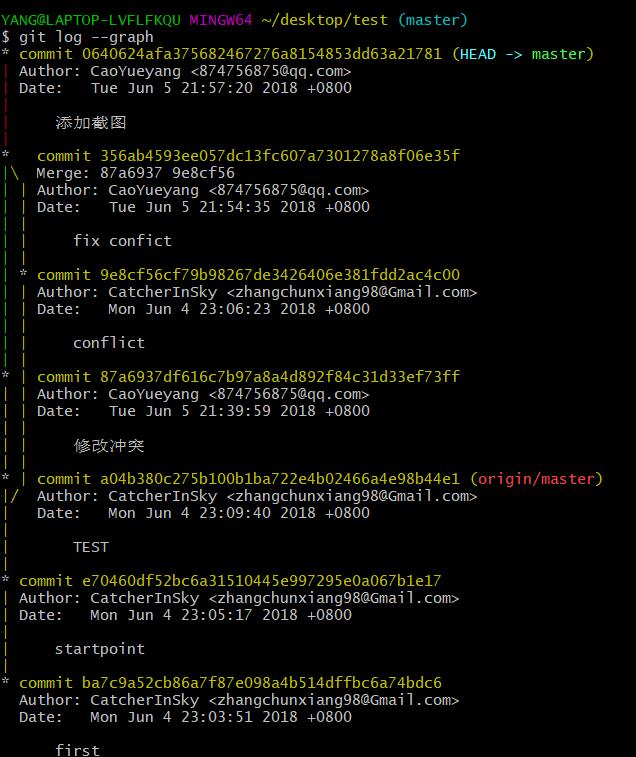 YANG@LAPTOP-LVFLFKQU MINGW64 ~/desktop/test (master)
$ git log --graph
* commit 0640624afa375682467276a8154853dd63a21781 (HEAD -> master)
| Author: CaoYueyang <874756875@qq.com>
| Date:   Tue Jun 5 21:57:20 2018 +0800
|
|     添加截图
|
*   commit 356ab4593ee057dc13fc607a7301278a8f06e35f
|\  Merge: 87a6937 9e8cf56
| | Author: CaoYueyang <874756875@qq.com>
| | Date:   Tue Jun 5 21:54:35 2018 +0800
| |
| |     fix confict
| |
| * commit 9e8cf56cf79b98267de3426406e381fdd2ac4c00
| | Author: CatcherInSky <zhangchunxiang98@Gmail.com>
| | Date:   Mon Jun 4 23:06:23 2018 +0800
| |
| |     conflict
| |
* | commit 87a6937df616c7b97a8a4d892f84c31d33ef73ff
| | Author: CaoYueyang <874756875@qq.com>
| | Date:   Tue Jun 5 21:39:59 2018 +0800
| |
| |     修改冲突
| |
* | commit a04b380c275b100b1ba722e4b02466a4e98b44e1 (origin/master)
|/  Author: CatcherInSky <zhangchunxiang98@Gmail.com>
|   Date:   Mon Jun 4 23:09:40 2018 +0800
|
|       TEST
|
* commit e70460df52bc6a31510445e997295e0a067b1e17
| Author: CatcherInSky <zhangchunxiang98@Gmail.com>
| Date:   Mon Jun 4 23:05:17 2018 +0800
|
|     startpoint
|
* commit ba7c9a52cb86a7f87e098a4b514dffbc6a74bdc6
  Author: CatcherInSky <zhangchunxiang98@Gmail.com>
  Date:   Mon Jun 4 23:03:51 2018 +0800

      first